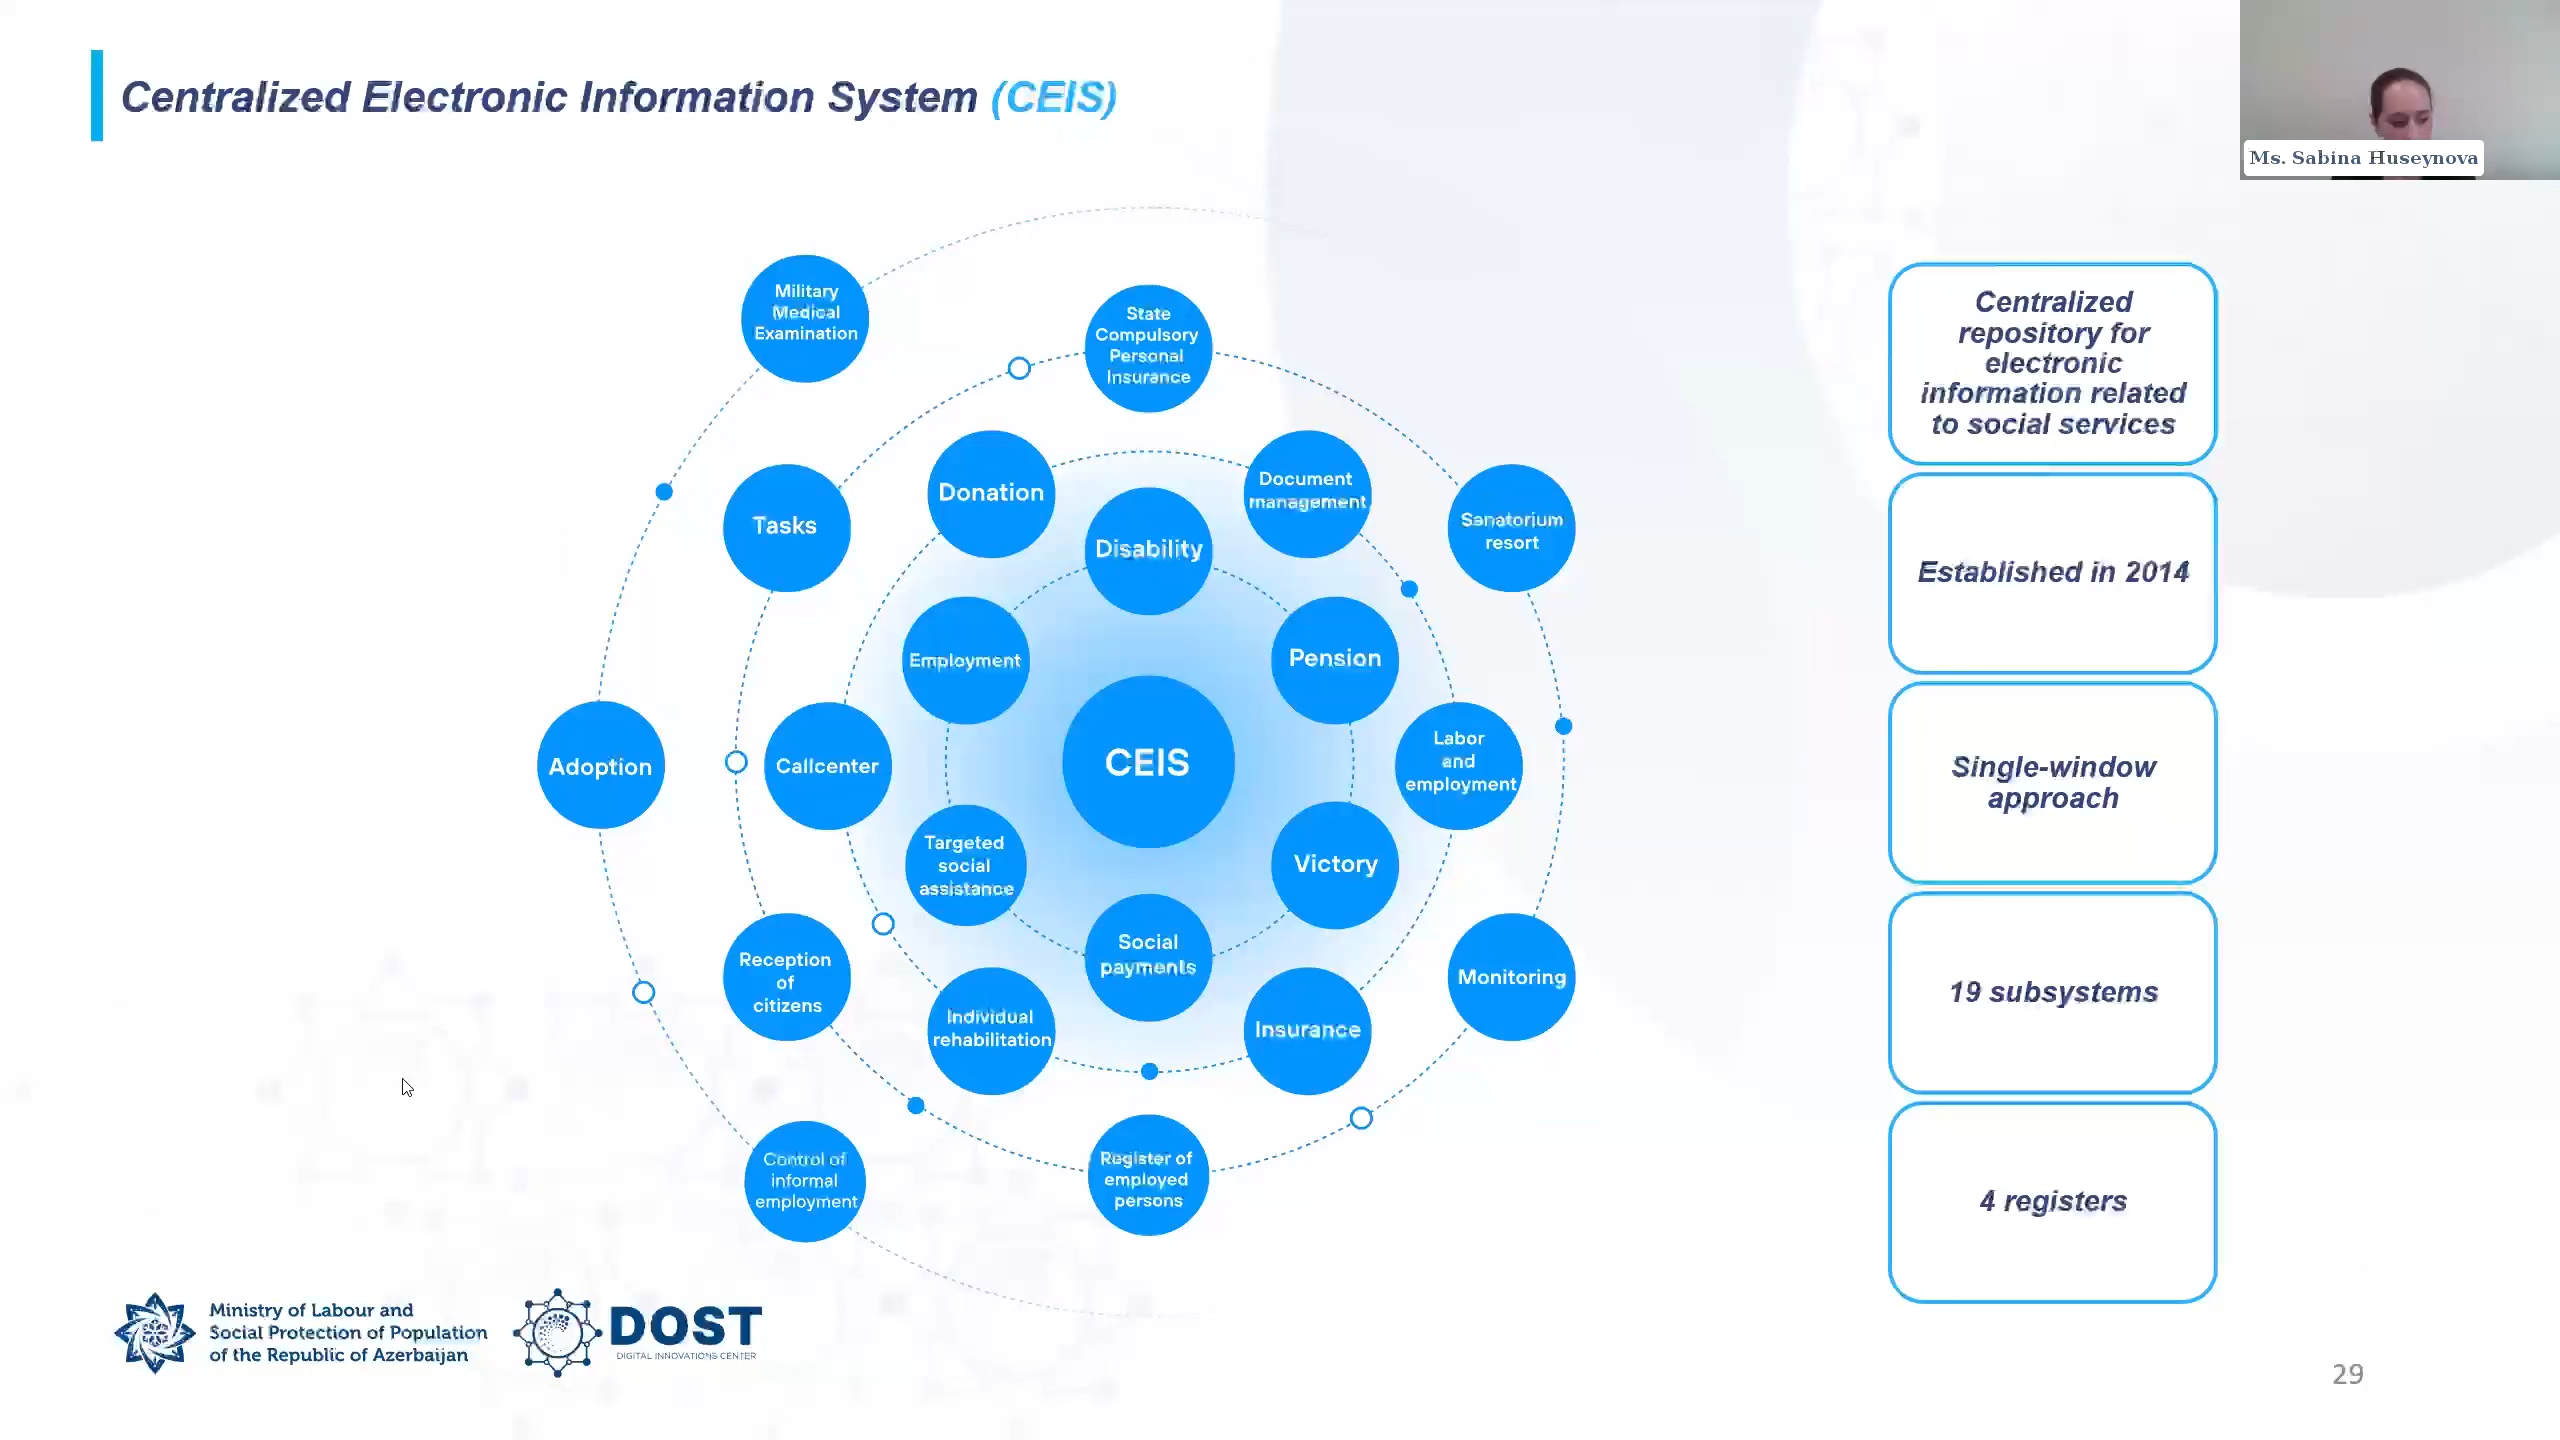 Centralized Electronic Information System (CEIS)
Ms. Sabina Huseynova
Military
Medical
Examination
State
Compulsory
Personal
Insurance
Donation
Document
management
Tasks
Disability
Sanatorium
resort
Employment
Pension
Adoption
Callcenter
CEIS
Labor
and
employment
Targeted
social
assistance
Victory
Social
payments
Reception
of
citizens
Individual
rehabilitation
Insurance
Monitoring
Control of
informal
employment
Register of
employed
persons
Centralized
repository for
electronic
information related
to social services
Established in 2014
Single-window
approach
19 subsystems
4 registers
Ministry of Labour and
Social Protection of Population
of the Republic of Azerbaijan
DOST
DIGITAL INNOVATIONS CENTER
29